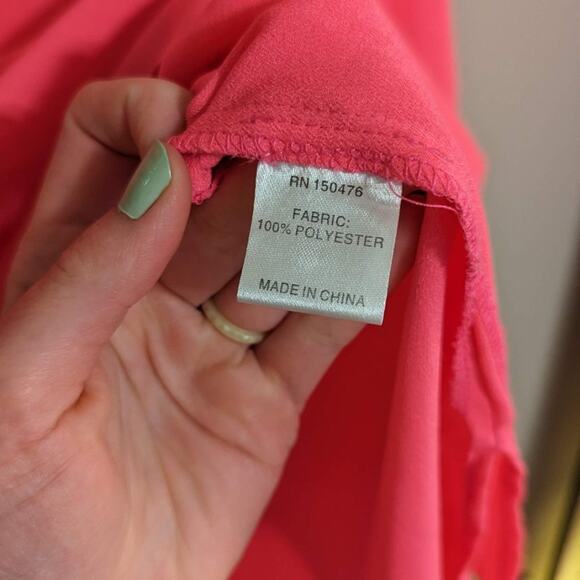 RN 150476
FABRIC:
100% POLYESTER
MADE IN CHINA